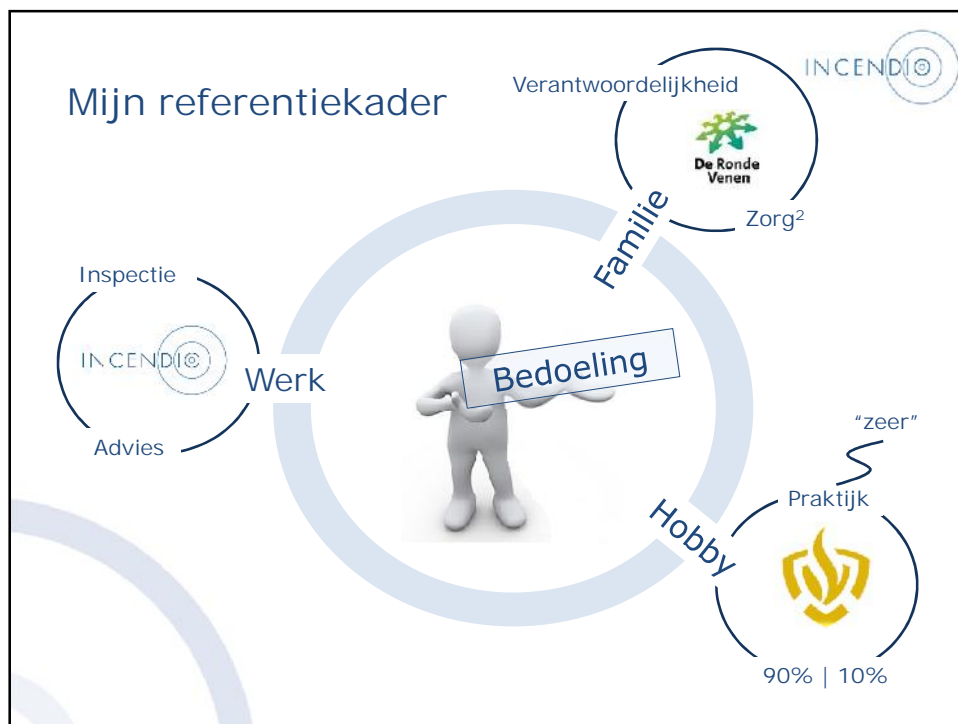 INCENDIO
Mijn referentiekader
Verantwoordelijkheid
De Ronde
Venen
Zorg²
Familie
Inspectie
INCENDIO
Werk
Advies
Bedoeling
"zeer"
Praktijk
Hobby
90% | 10%